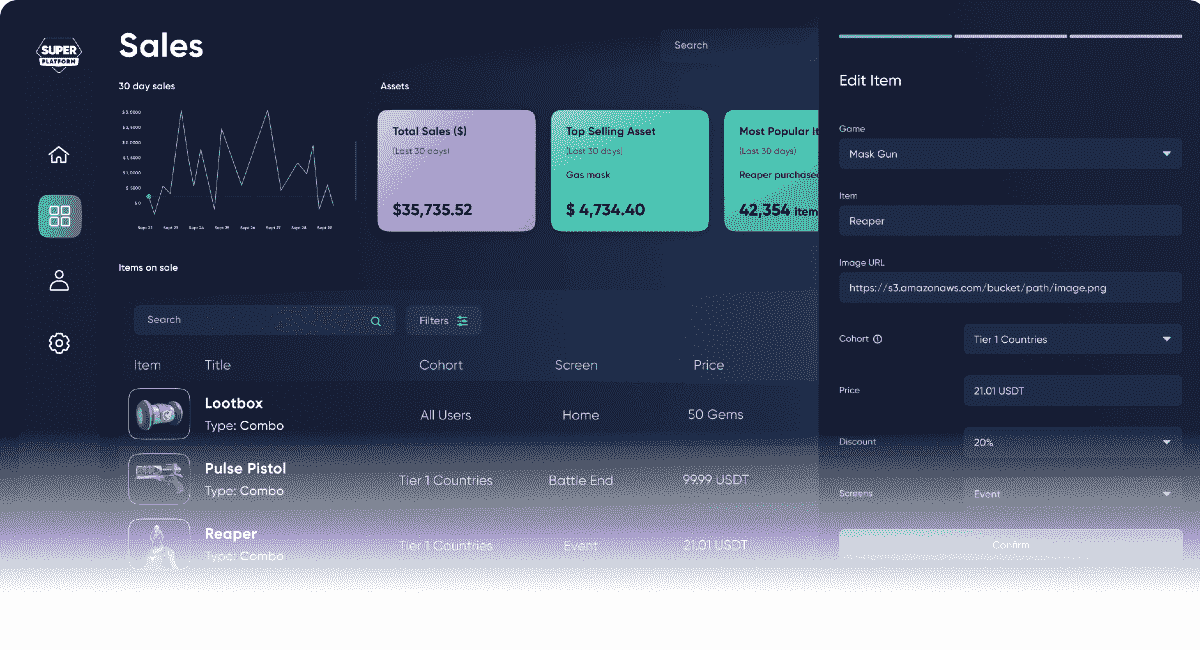 SUPER
PLATFORM
Sales
Search
30 day sales
Assets
Total Sales ($)
(Last 30 days)
$35,735.52
Top Selling Asset
(Last 30 days)
Gas mask
$ 4,734.40
Most Popular It
(Last 30 days)
Reaper purchased
42,354 item
Items on sale
Search
Filters
Item Title Cohort Screen Price
Lootbox
Type: Combo
All Users Home 50 Gems
Pulse Pistol
Type: Combo
Tier 1 Countries Battle End 99.99 USDT
Reaper
Type: Combo
Tier 1 Countries Event 21.01 USDT
Edit Item
Game
Mask Gun
Item
Reaper
Image URL
https://s3.amazonaws.com/bucket/path/image.png
Cohort Tier 1 Countries
Price 21.01 USDT
Discount 20%
Screens Event
Confirm